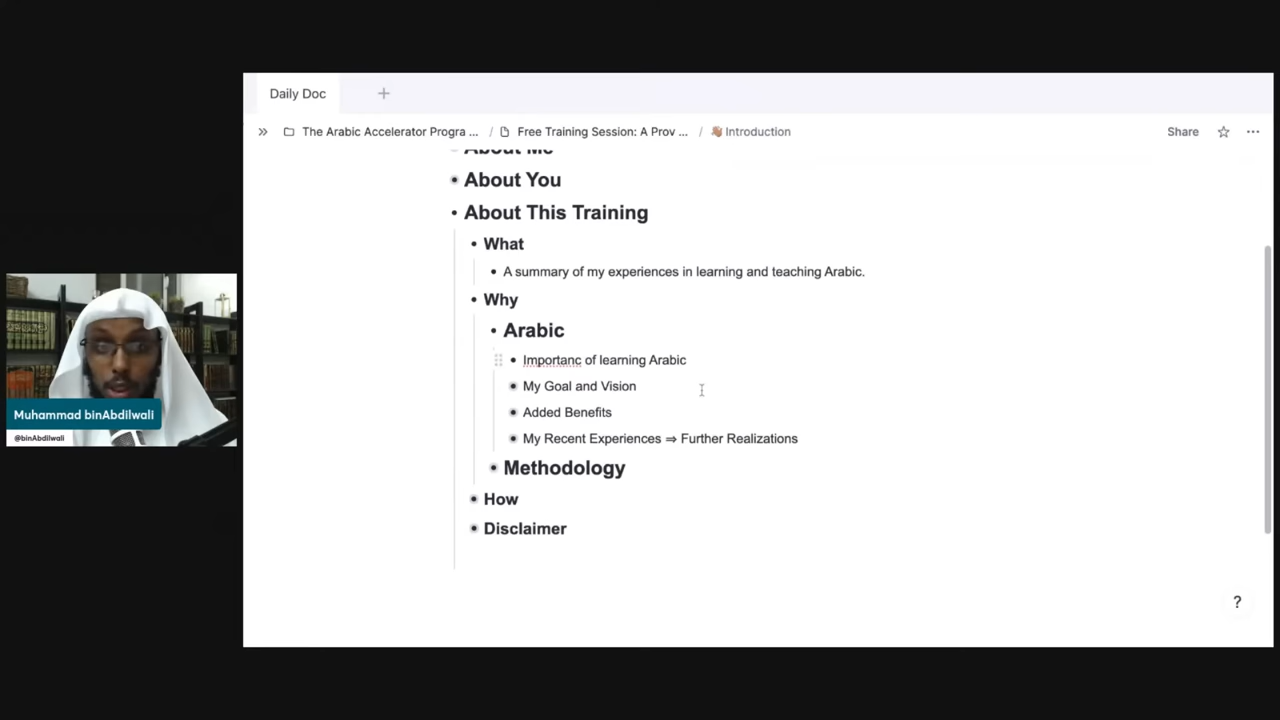 Daily Doc
The Arabic Accelerator Progra ... / Free Training Session: A Prov ... / Introduction
Share
About Me
About You
About This Training
What
A summary of my experiences in learning and teaching Arabic.
Why
Arabic
Importanc of learning Arabic
My Goal and Vision
Added Benefits
My Recent Experiences ⇒ Further Realizations
Methodology
How
Disclaimer
?
Muhammad binAbdilwali
@binAbdilwali